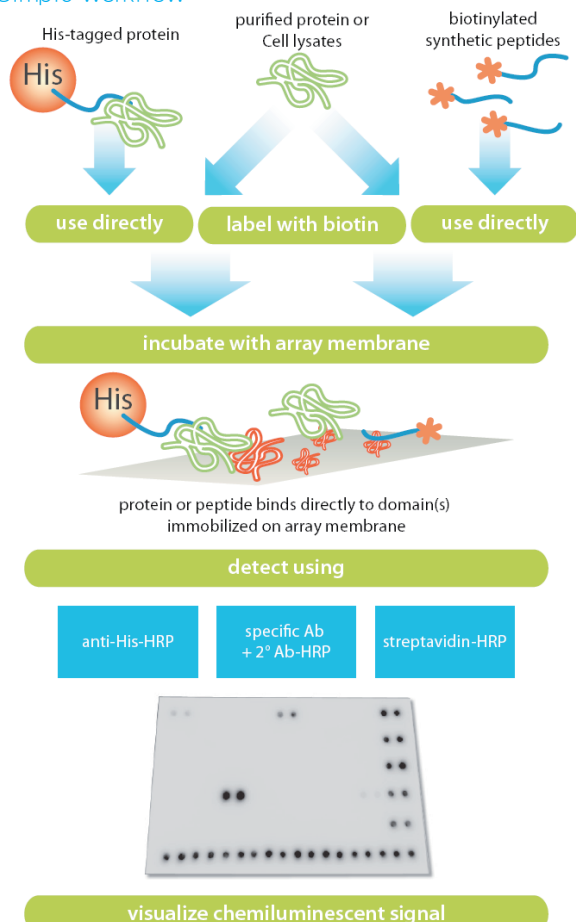 Simple workflow
His-tagged protein
purified protein or
Cell lysates
biotinylated
synthetic peptides
His
use directly
label with biotin
use directly
incubate with array membrane
His
protein or peptide binds directly to domain(s)
immobilized on array membrane
detect using
anti-His-HRP
specific Ab
+ 2° Ab-HRP
streptavidin-HRP
visualize chemiluminescent signal